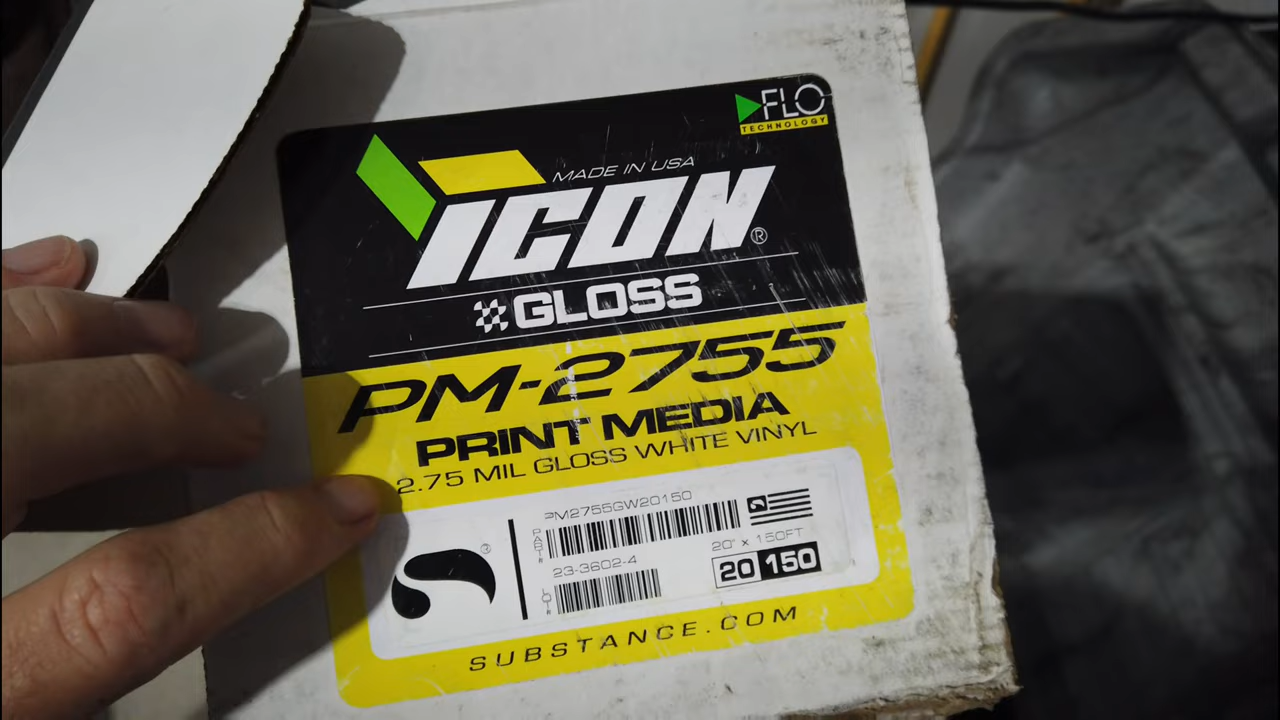 FLO
TECHNOLOGY
MADE IN USA
ICON®
GLOSS
PM-2755
PRINT MEDIA
2.75 MIL GLOSS WHITE VINYL
PM2755GW20150
PART#
20" x 150FT
23-3602-4
20 150
LOT#
®
SUBSTANCE.COM